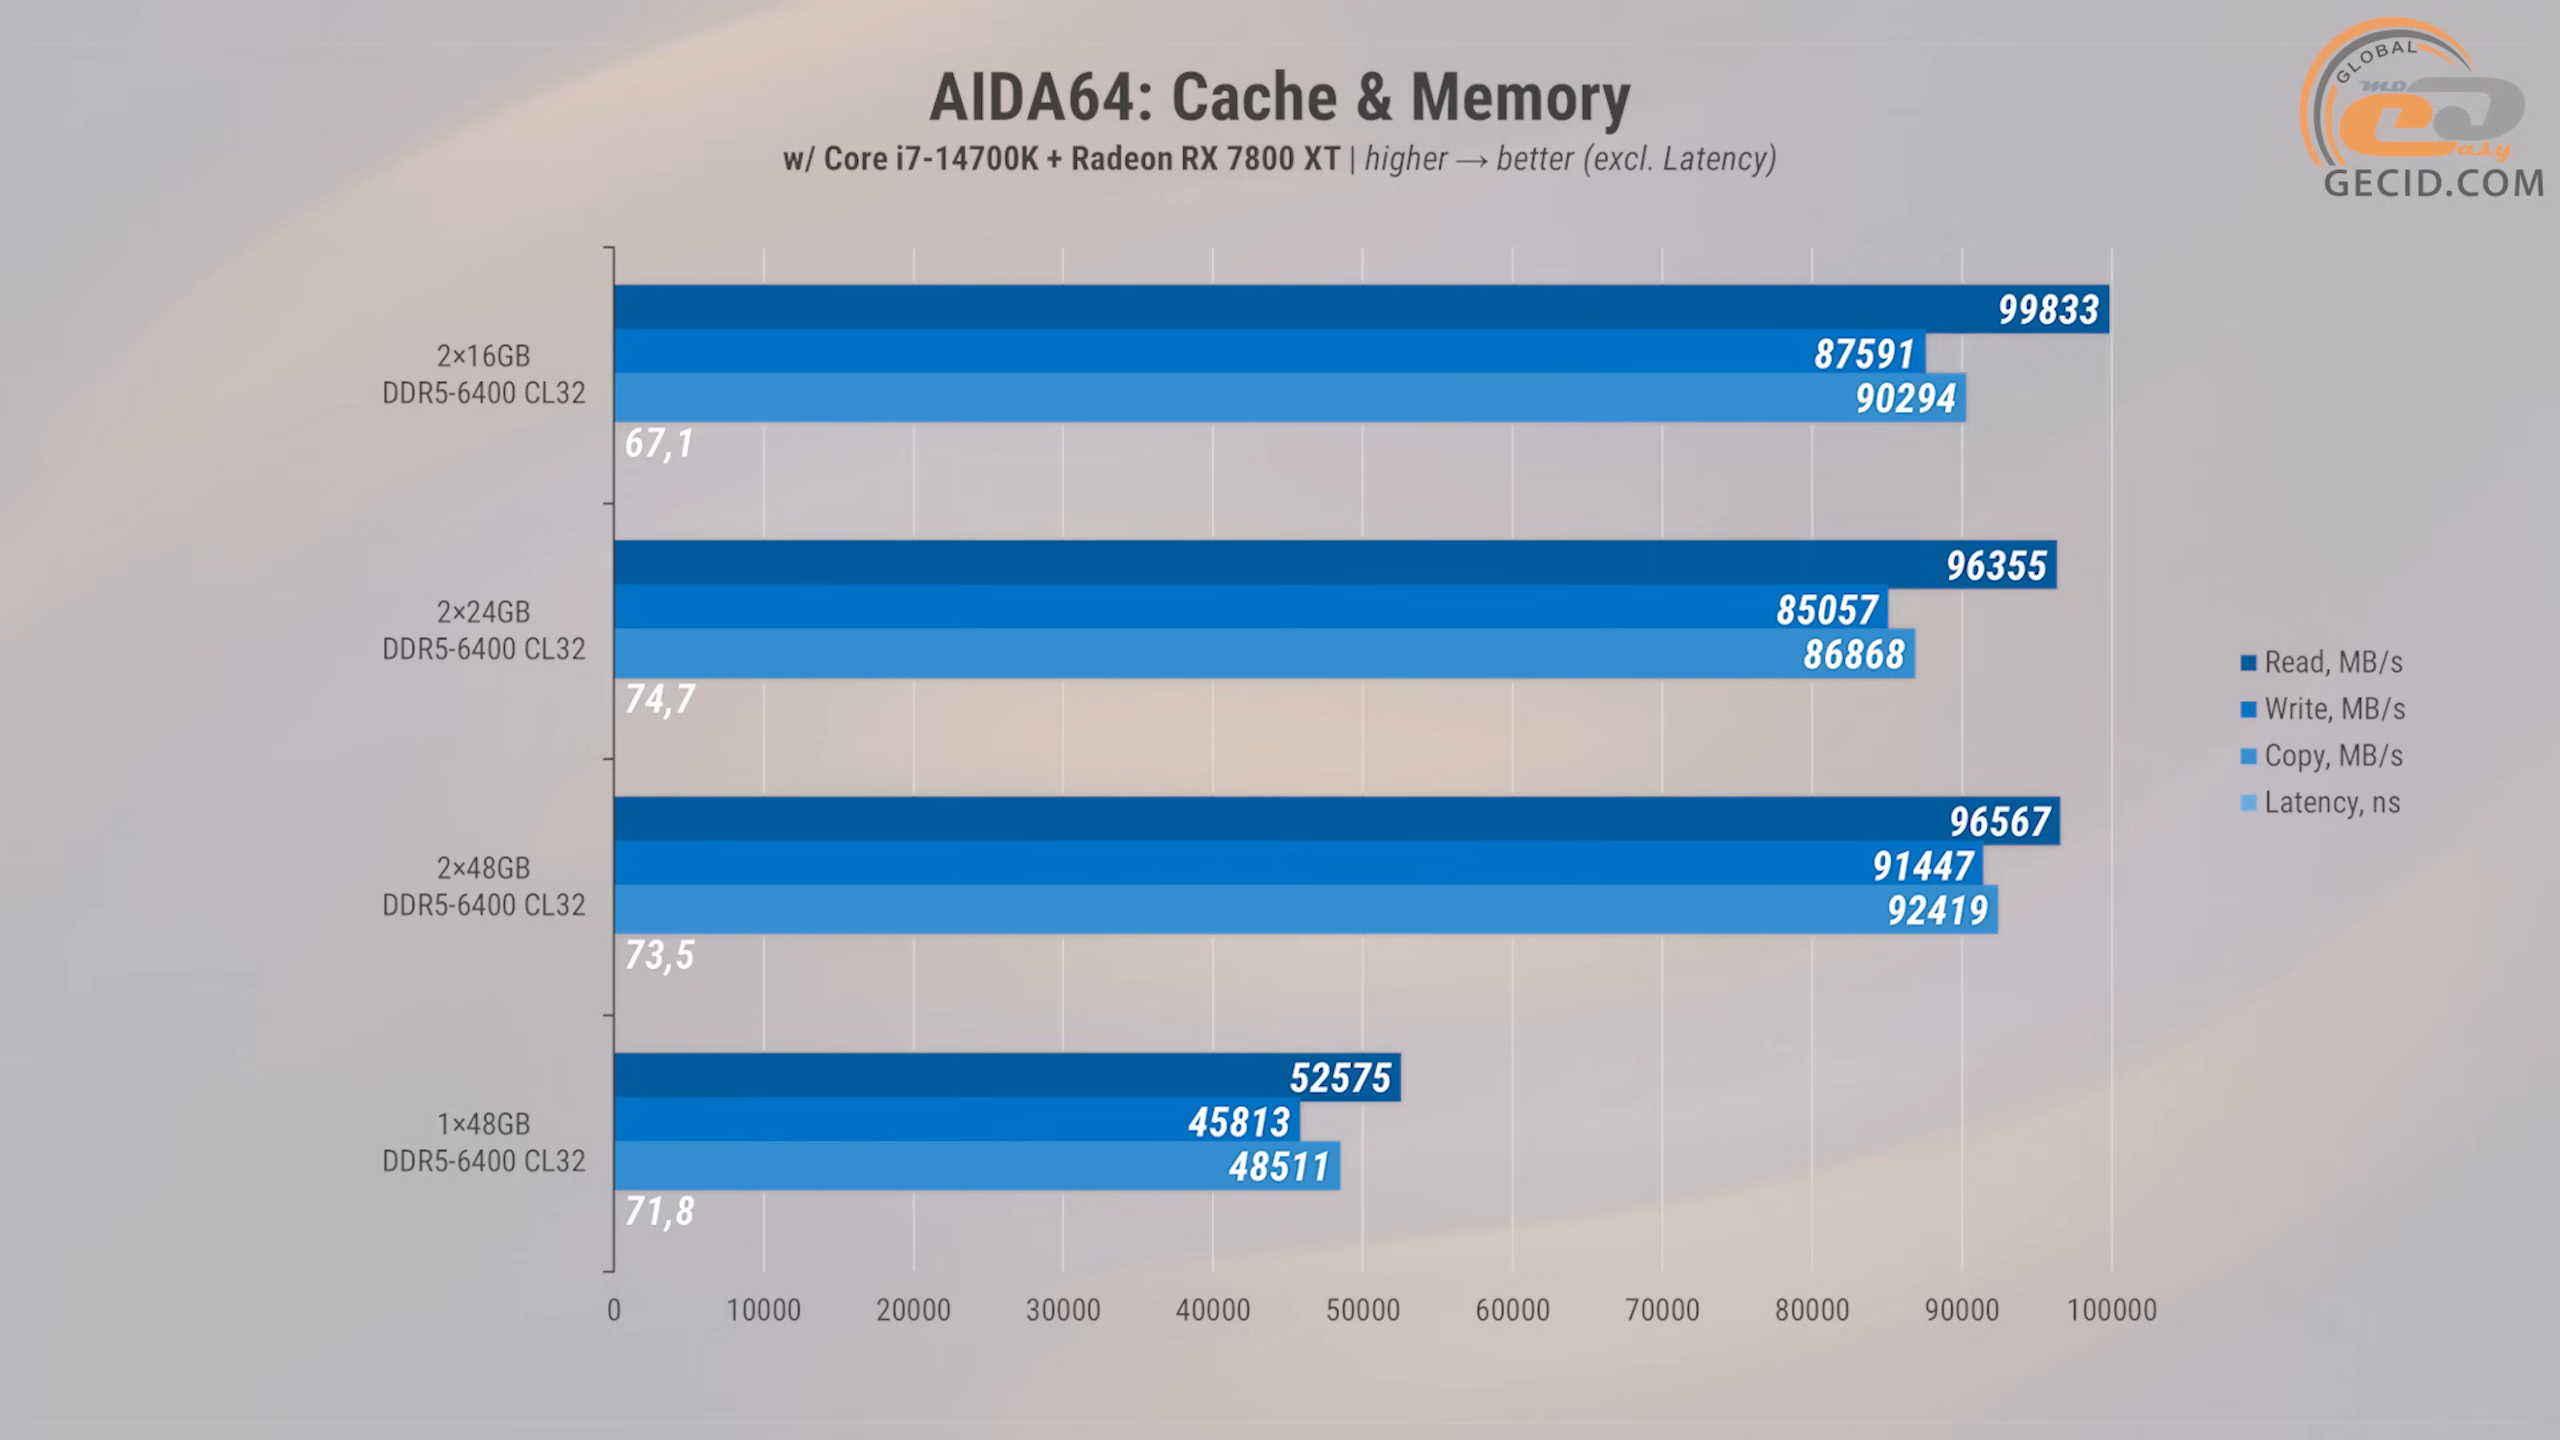 AIDA64: Cache & Memory
w/ Core i7-14700K + Radeon RX 7800 XT | higher → better (excl. Latency)
GLOBAL
mo
easy
GECID.COM
2×16GB
DDR5-6400 CL32
99833
87591
90294
67,1
2×24GB
DDR5-6400 CL32
96355
85057
86868
74,7
2×48GB
DDR5-6400 CL32
96567
91447
92419
73,5
1×48GB
DDR5-6400 CL32
52575
45813
48511
71,8
Read, MB/s
Write, MB/s
Copy, MB/s
Latency, ns
0 10000 20000 30000 40000 50000 60000 70000 80000 90000 100000